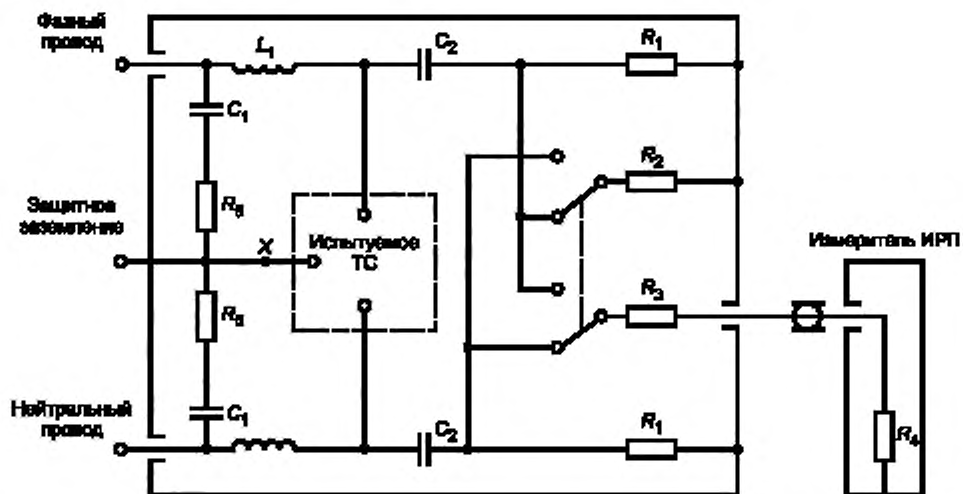 Фазный
провод
L₁
C₂
R₁
C₁
R₂
R₅
Защитное
заземление
X
Испытуемое
ТС
Измеритель ИРП
R₃
R₅
Нейтральный
провод
C₁
C₂
R₁
R₄